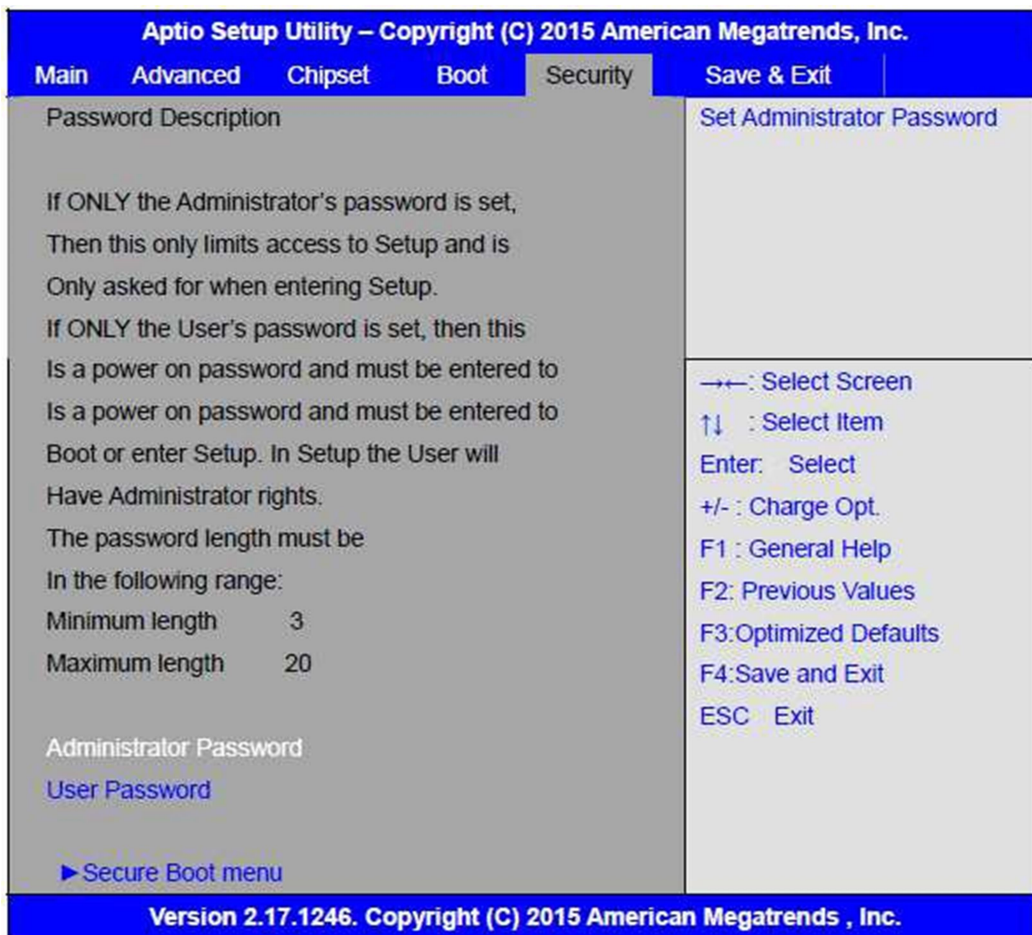 Aptio Setup Utility – Copyright (C) 2015 American Megatrends, Inc.
Main Advanced Chipset Boot Security Save & Exit
Password Description
If ONLY the Administrator’s password is set,
Then this only limits access to Setup and is
Only asked for when entering Setup.
If ONLY the User’s password is set, then this
Is a power on password and must be entered to
Is a power on password and must be entered to
Boot or enter Setup. In Setup the User will
Have Administrator rights.
The password length must be
In the following range:
Minimum length 3
Maximum length 20
Administrator Password
User Password
►Secure Boot menu
Set Administrator Password
→←: Select Screen
↑↓ : Select Item
Enter: Select
+/- : Charge Opt.
F1 : General Help
F2: Previous Values
F3:Optimized Defaults
F4:Save and Exit
ESC Exit
Version 2.17.1246. Copyright (C) 2015 American Megatrends , Inc.